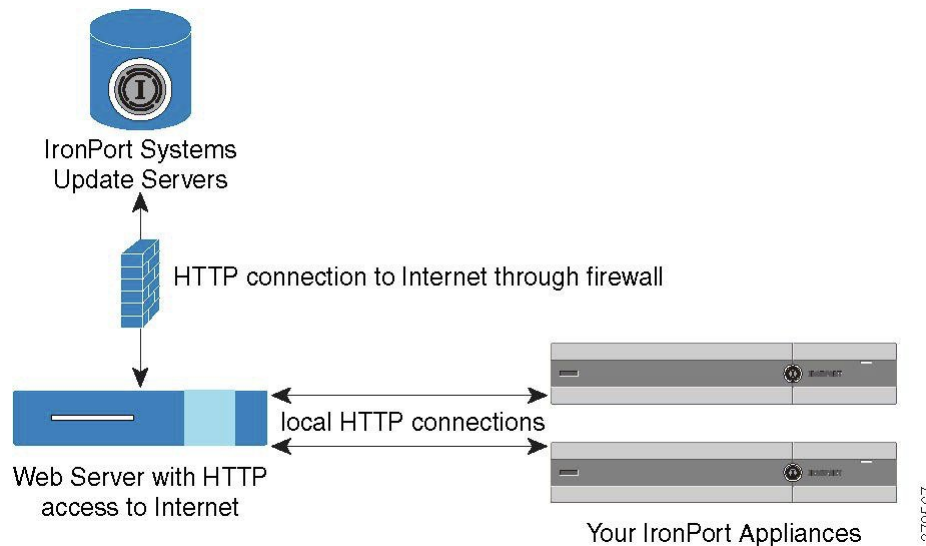 IronPort Systems
Update Servers
HTTP connection to Internet through firewall
local HTTP connections
Web Server with HTTP
access to Internet
Your IronPort Appliances